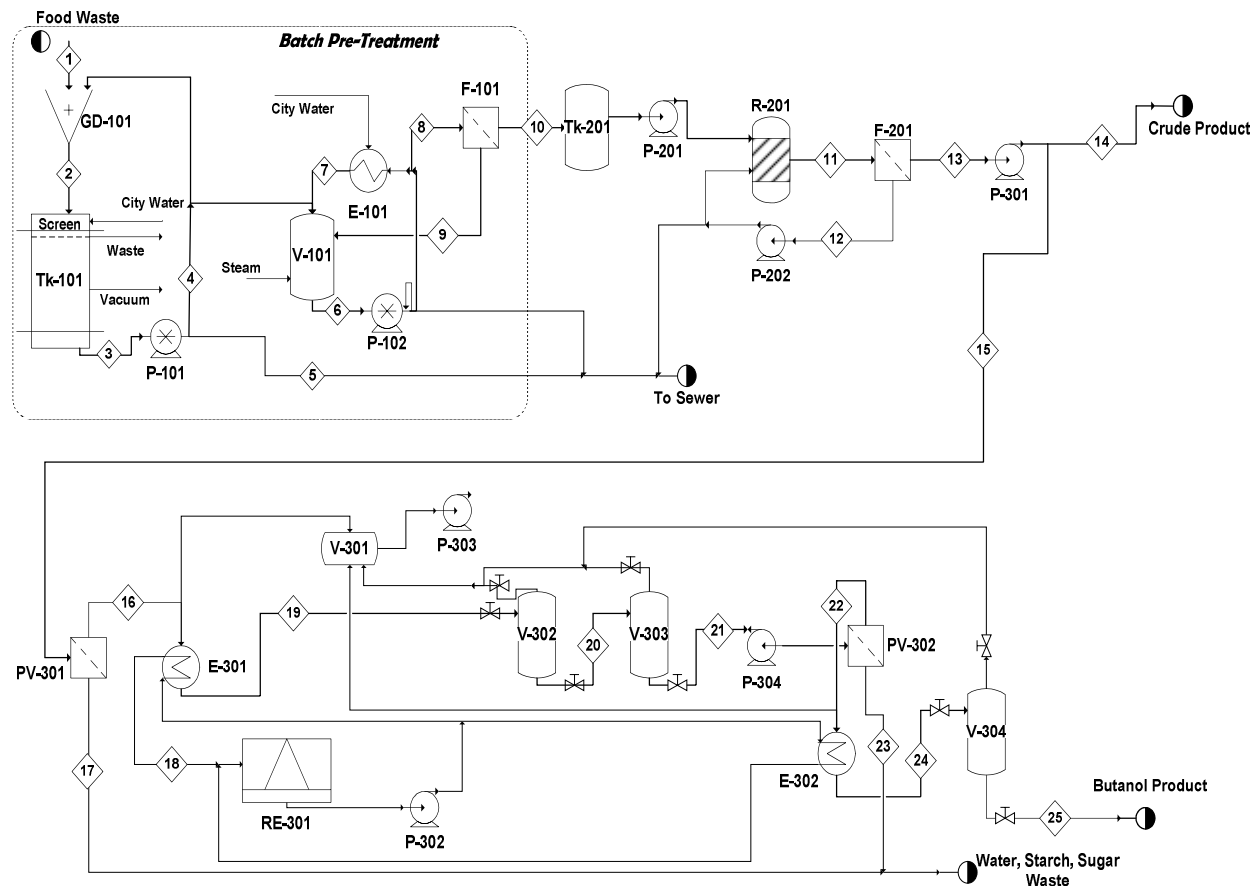 Food Waste
Batch Pre-Treatment
1
GD-101
F-101
City Water
8
10
Tk-201
P-201
R-201
F-201
14
Crude Product
7
E-101
11
13
P-301
2
City Water
Screen
Waste
Tk-101
Vacuum
4
V-101
9
Steam
6
P-102
12
P-202
3
P-101
5
To Sewer
15
V-301
P-303
16
19
22
PV-301
E-301
V-302
20
V-303
21
P-304
PV-302
17
18
RE-301
P-302
E-302
23
24
V-304
Butanol Product
25
Water, Starch, Sugar
Waste